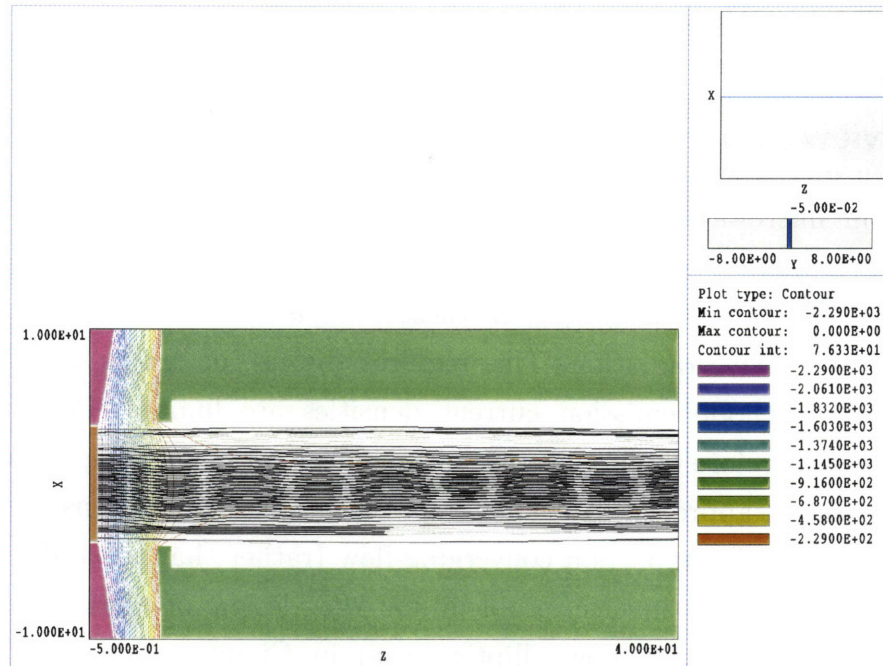 X
Z
-5.00E-02
-8.00E+00
Y
8.00E+00
Plot type: Contour
Min contour: -2.290E+03
Max contour: 0.000E+00
Contour int: 7.633E+01
-2.2900E+03
-2.0610E+03
-1.8320E+03
-1.6030E+03
-1.3740E+03
-1.1450E+03
-9.1600E+02
-6.8700E+02
-4.5800E+02
-2.2900E+02
1.000E+01
X
-1.000E+01
-5.000E-01
Z
4.000E+01